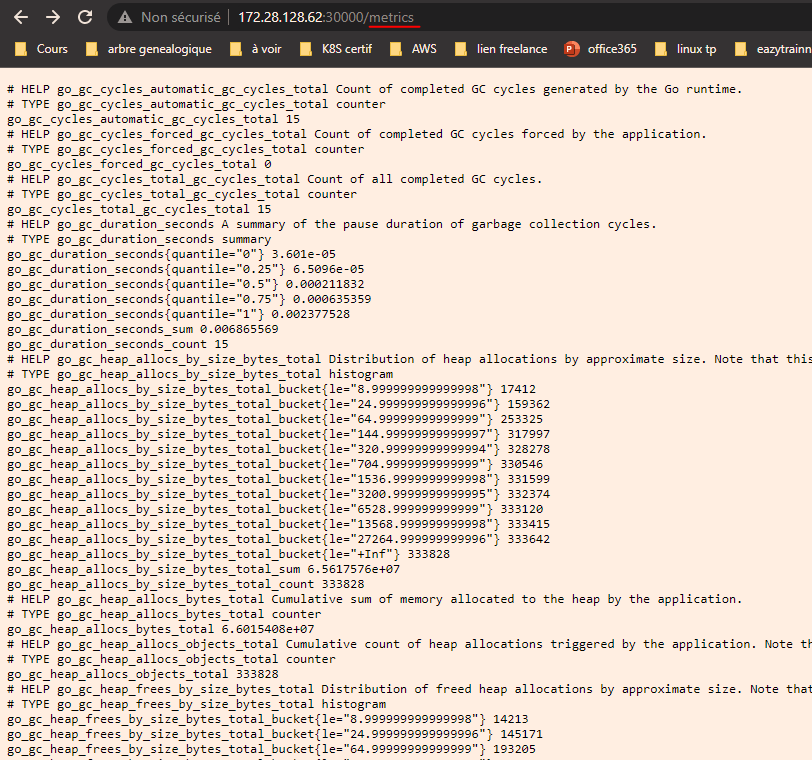 Non sécurisé 172.28.128.62:30000/metrics
Cours arbre genealogique à voir K8S certif AWS lien freelance office365 linux tp eazytrainn
# HELP go_gc_cycles_automatic_gc_cycles_total Count of completed GC cycles generated by the Go runtime.
# TYPE go_gc_cycles_automatic_gc_cycles_total counter
go_gc_cycles_automatic_gc_cycles_total 15
# HELP go_gc_cycles_forced_gc_cycles_total Count of completed GC cycles forced by the application.
# TYPE go_gc_cycles_forced_gc_cycles_total counter
go_gc_cycles_forced_gc_cycles_total 0
# HELP go_gc_cycles_total_gc_cycles_total Count of all completed GC cycles.
# TYPE go_gc_cycles_total_gc_cycles_total counter
go_gc_cycles_total_gc_cycles_total 15
# HELP go_gc_duration_seconds A summary of the pause duration of garbage collection cycles.
# TYPE go_gc_duration_seconds summary
go_gc_duration_seconds{quantile="0"} 3.601e-05
go_gc_duration_seconds{quantile="0.25"} 6.5096e-05
go_gc_duration_seconds{quantile="0.5"} 0.000211832
go_gc_duration_seconds{quantile="0.75"} 0.000635359
go_gc_duration_seconds{quantile="1"} 0.002377528
go_gc_duration_seconds_sum 0.006865569
go_gc_duration_seconds_count 15
# HELP go_gc_heap_allocs_by_size_bytes_total Distribution of heap allocations by approximate size. Note that this
# TYPE go_gc_heap_allocs_by_size_bytes_total histogram
go_gc_heap_allocs_by_size_bytes_total_bucket{le="8.999999999999998"} 17412
go_gc_heap_allocs_by_size_bytes_total_bucket{le="24.999999999999996"} 159362
go_gc_heap_allocs_by_size_bytes_total_bucket{le="64.99999999999999"} 253325
go_gc_heap_allocs_by_size_bytes_total_bucket{le="144.99999999999997"} 317997
go_gc_heap_allocs_by_size_bytes_total_bucket{le="320.99999999999994"} 328278
go_gc_heap_allocs_by_size_bytes_total_bucket{le="704.9999999999999"} 330546
go_gc_heap_allocs_by_size_bytes_total_bucket{le="1536.9999999999998"} 331599
go_gc_heap_allocs_by_size_bytes_total_bucket{le="3200.9999999999995"} 332374
go_gc_heap_allocs_by_size_bytes_total_bucket{le="6528.999999999999"} 333120
go_gc_heap_allocs_by_size_bytes_total_bucket{le="13568.999999999998"} 333415
go_gc_heap_allocs_by_size_bytes_total_bucket{le="27264.999999999996"} 333642
go_gc_heap_allocs_by_size_bytes_total_bucket{le="+Inf"} 333828
go_gc_heap_allocs_by_size_bytes_total_sum 6.5617576e+07
go_gc_heap_allocs_by_size_bytes_total_count 333828
# HELP go_gc_heap_allocs_bytes_total Cumulative sum of memory allocated to the heap by the application.
# TYPE go_gc_heap_allocs_bytes_total counter
go_gc_heap_allocs_bytes_total 6.6015408e+07
# HELP go_gc_heap_allocs_objects_total Cumulative count of heap allocations triggered by the application. Note th
# TYPE go_gc_heap_allocs_objects_total counter
go_gc_heap_allocs_objects_total 333828
# HELP go_gc_heap_frees_by_size_bytes_total Distribution of freed heap allocations by approximate size. Note that
# TYPE go_gc_heap_frees_by_size_bytes_total histogram
go_gc_heap_frees_by_size_bytes_total_bucket{le="8.999999999999998"} 14213
go_gc_heap_frees_by_size_bytes_total_bucket{le="24.999999999999996"} 145171
go_gc_heap_frees_by_size_bytes_total_bucket{le="64.99999999999999"} 193205